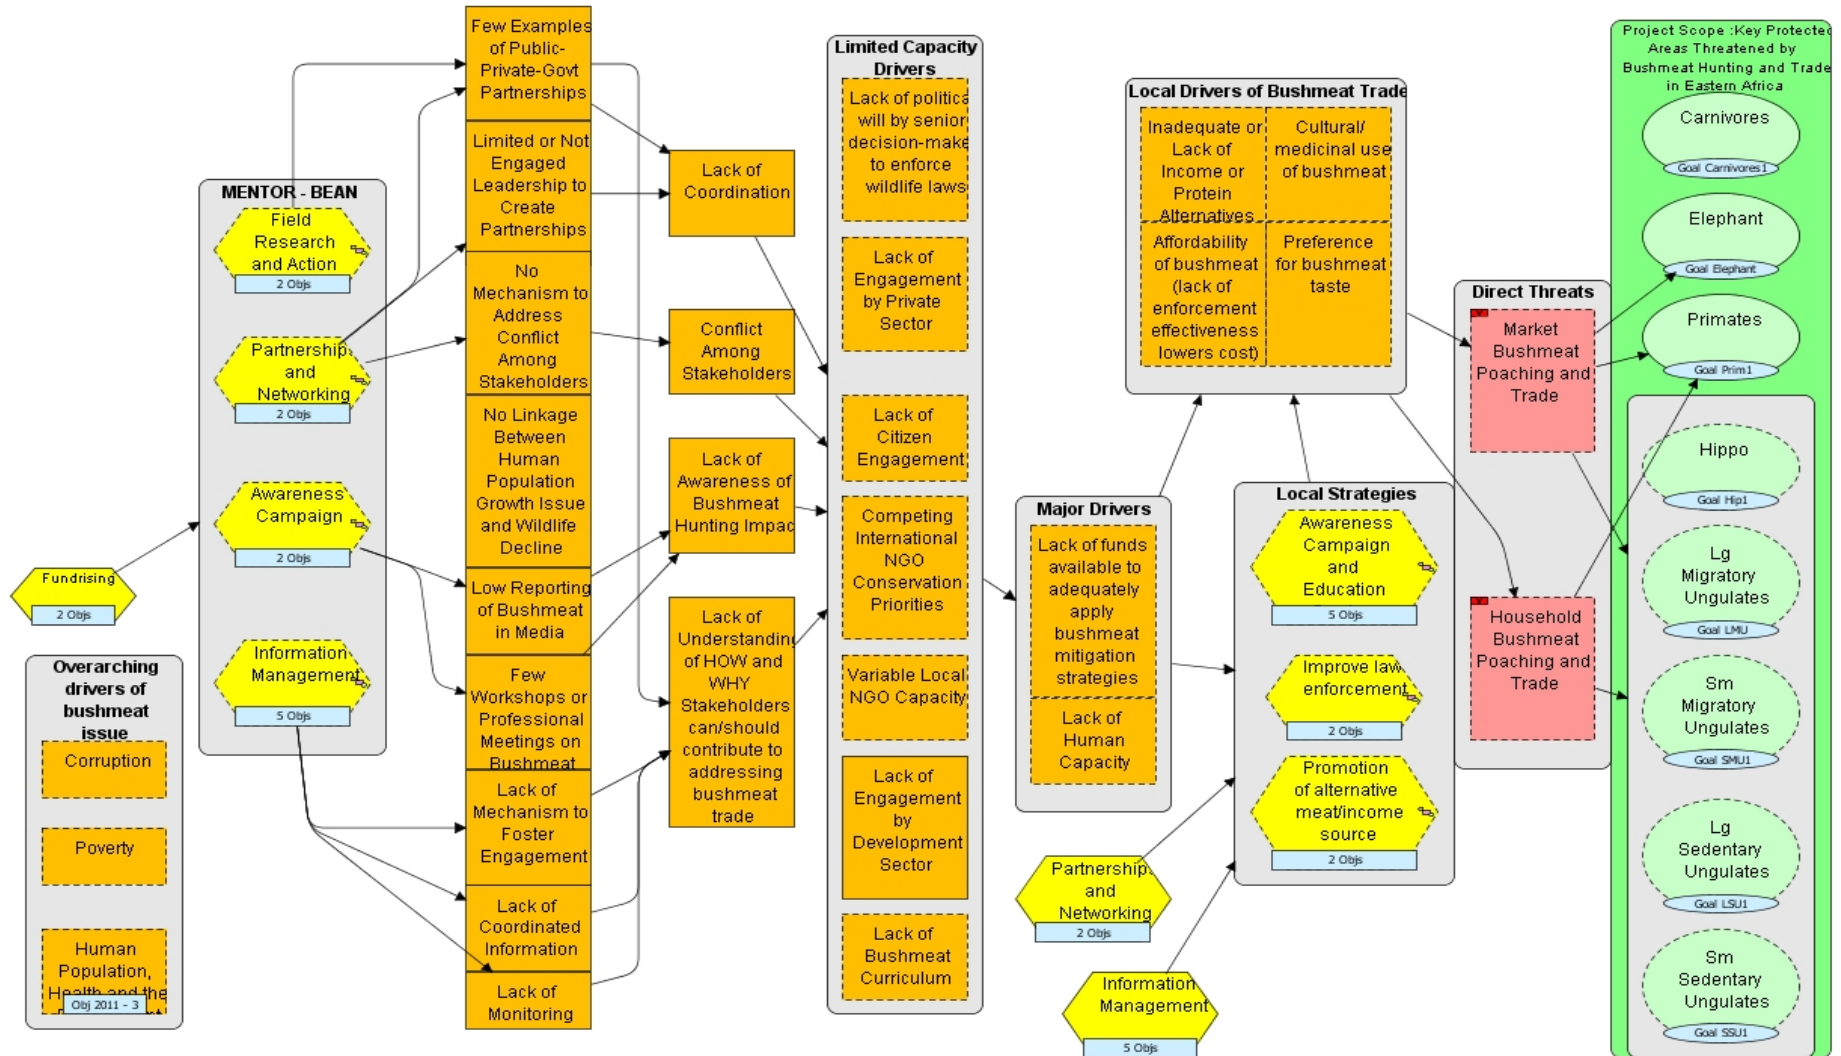 Fundrising
2 Objs
Overarching
drivers of
bushmeat
issue
Corruption
Poverty
Human
Population,
Health and the
Obj 2011 - 3
MENTOR - BEAN
Field
Research
and Action
2 Objs
Partnership
and
Networking
2 Objs
Awareness
Campaign
2 Objs
Information
Management
5 Objs
Few Examples
of Public-
Private-Govt
Partnerships
Limited or Not
Engaged
Leadership to
Create
Partnerships
No
Mechanism to
Address
Conflict
Among
Stakeholders
No Linkage
Between
Human
Population
Growth Issue
and Wildlife
Decline
Low Reporting
of Bushmeat
in Media
Few
Workshops or
Professional
Meetings on
Bushmeat
Lack of
Mechanism to
Foster
Engagement
Lack of
Coordinated
Information
Lack of
Monitoring
Lack of
Coordination
Conflict
Among
Stakeholders
Lack of
Awareness of
Bushmeat
Hunting Impac
Lack of
Understanding
of HOW and
WHY
Stakeholders
can/should
contribute to
addressing
bushmeat
trade
Limited Capacity
Drivers
Lack of politica
will by senior
decision-make
to enforce
wildlife laws
Lack of
Engagement
by Private
Sector
Lack of
Citizen
Engagement
Competing
International
NGO
Conservation
Priorities
Variable Local
NGO Capacity
Lack of
Engagement
by
Development
Sector
Lack of
Bushmeat
Curriculum
Major Drivers
Lack of funds
available to
adequately
apply
bushmeat
mitigation
strategies
Lack of
Human
Capacity
Partnership
and
Networking
2 Objs
Information
Management
5 Objs
Local Drivers of Bushmeat Trade
Inadequate or
Lack of
Income or
Protein
Alternatives
Cultural/
medicinal use
of bushmeat
Affordability
of bushmeat
(lack of
enforcement
effectiveness
lowers cost)
Preference
for bushmeat
taste
Local Strategies
Awareness
Campaign
and
Education
5 Objs
Improve law
enforcement
2 Objs
Promotion
of alternative
meat/income
source
2 Objs
Direct Threats
Market
Bushmeat
Poaching and
Trade
Household
Bushmeat
Poaching and
Trade
Project Scope :Key Protected
Areas Threatened by
Bushmeat Hunting and Trade
in Eastern Africa
Carnivores
Goal Carnivores1
Elephant
Goal Elephant
Primates
Goal Prim1
Hippo
Goal Hip1
Lg
Migratory
Ungulates
Goal LMU
Sm
Migratory
Ungulates
Goal SMU1
Lg
Sedentary
Ungulates
Goal LSU1
Sm
Sedentary
Ungulates
Goal SSU1